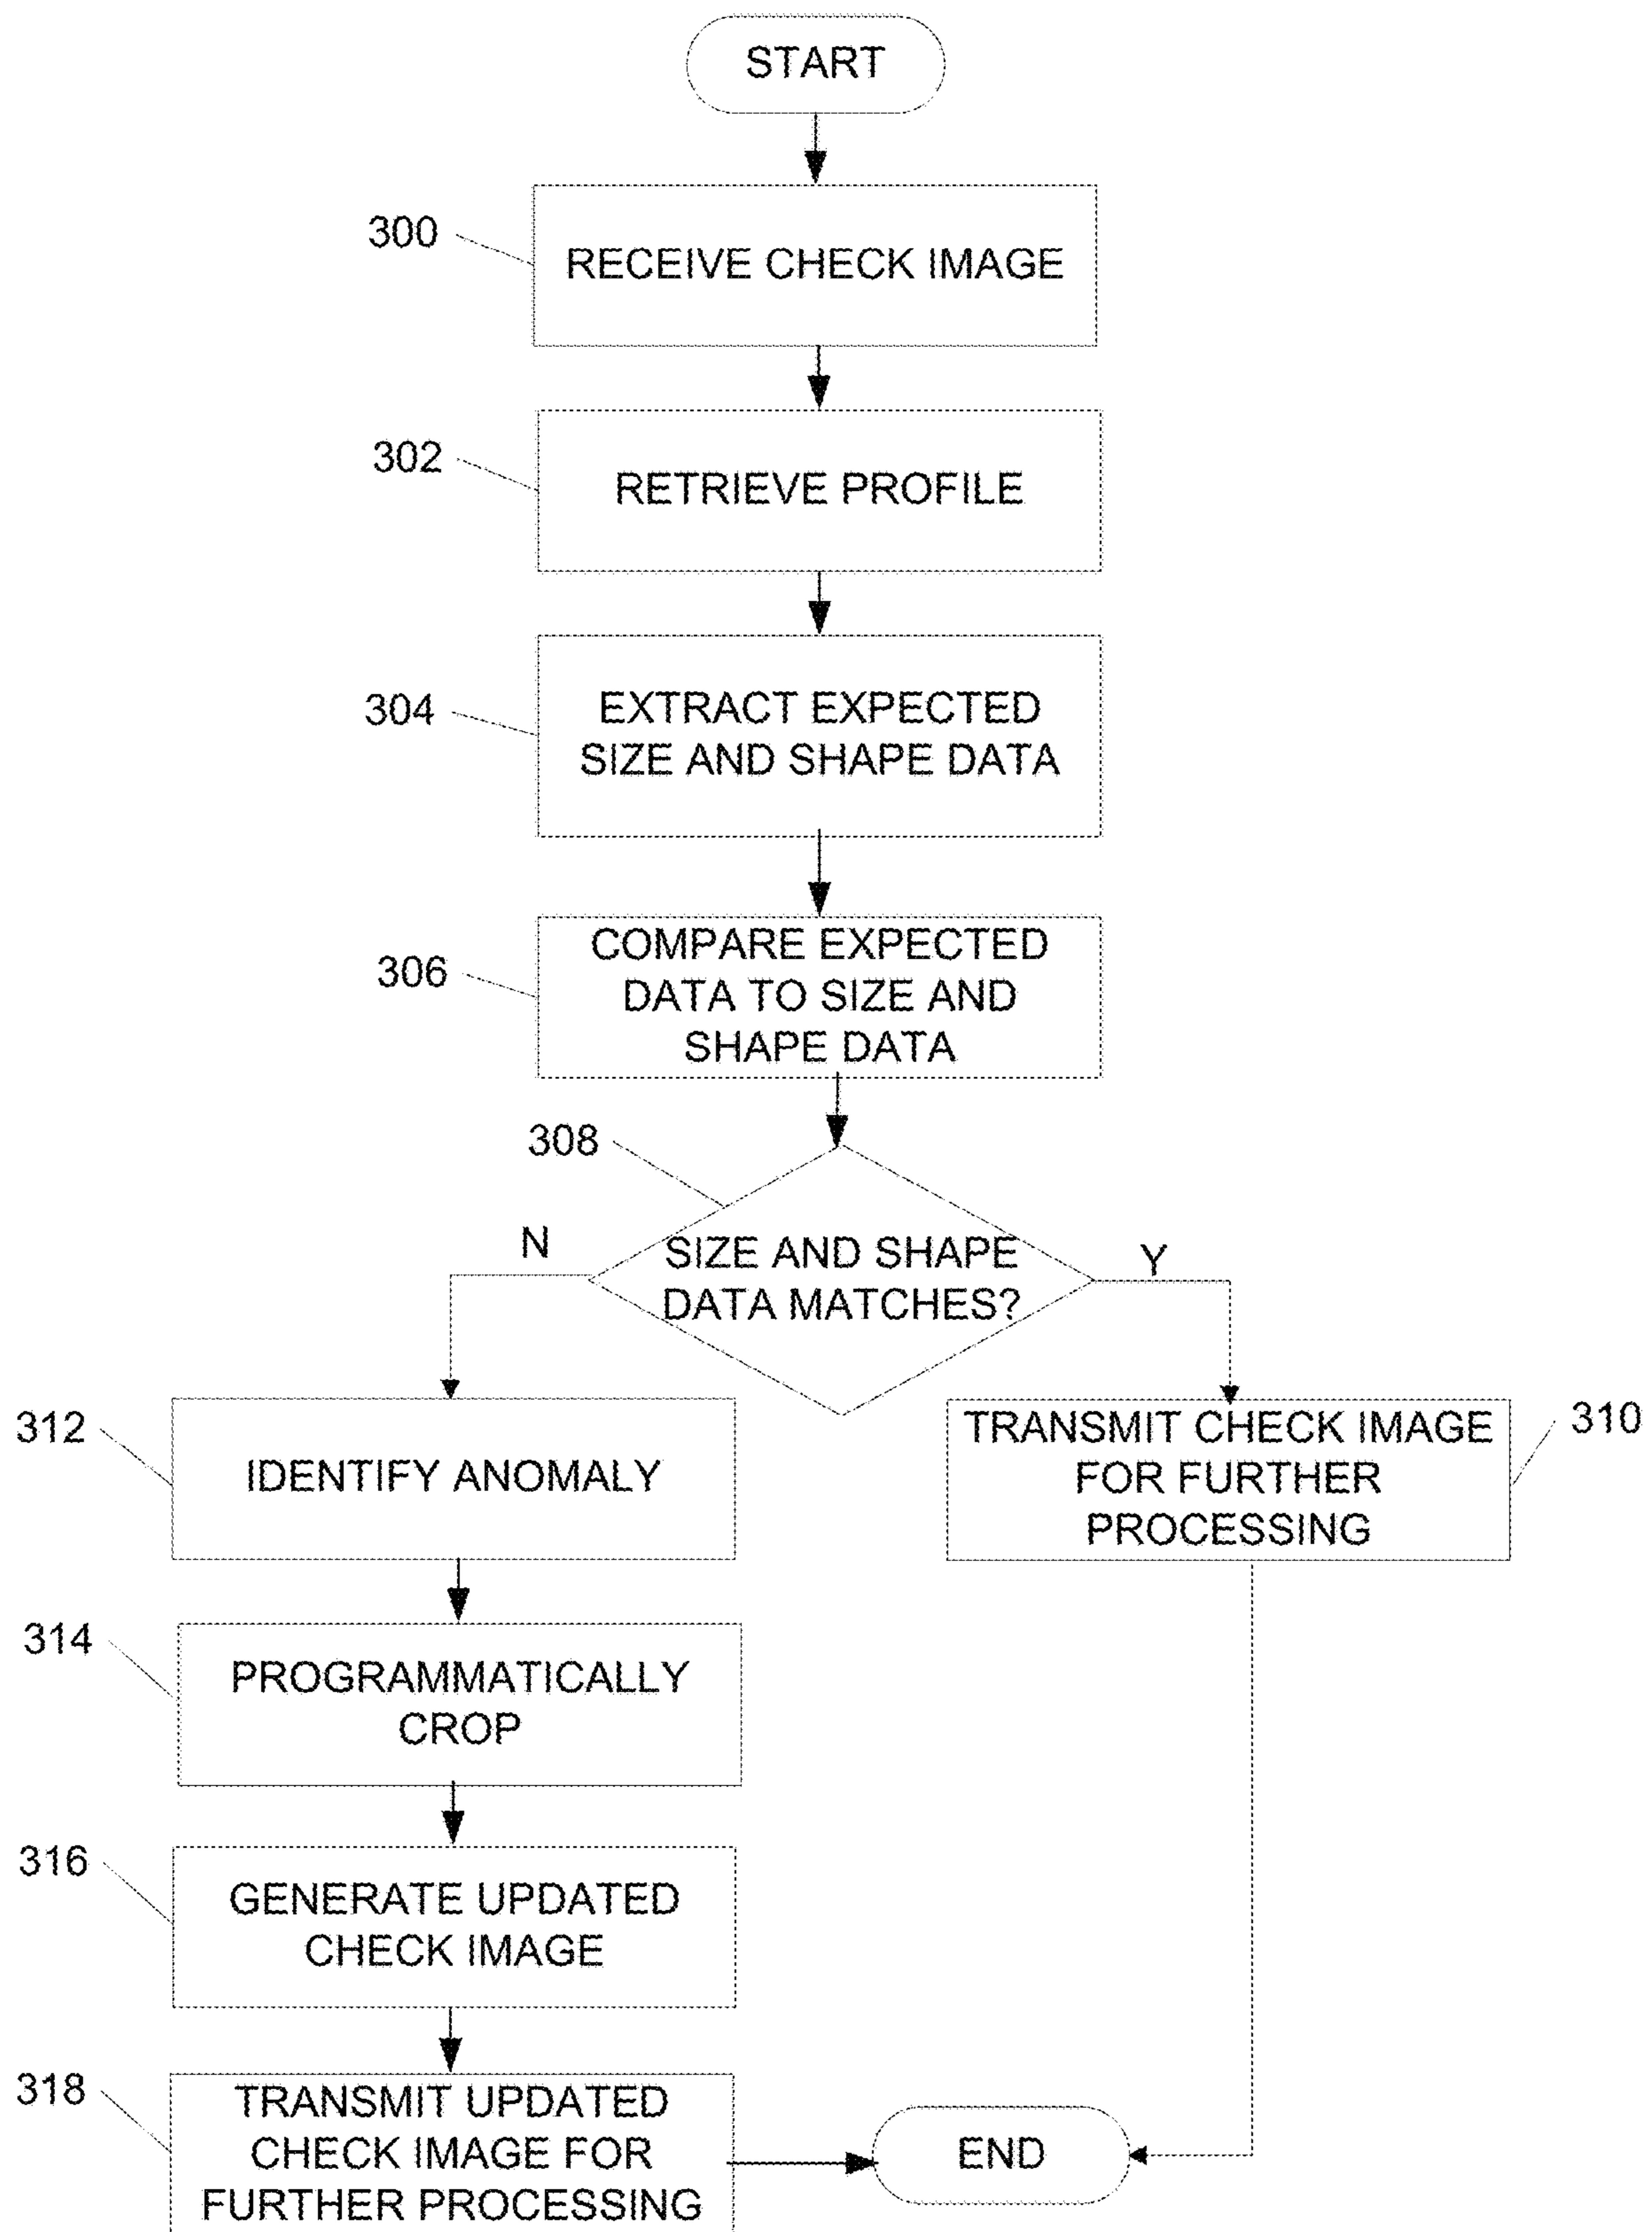 START
300
RECEIVE CHECK IMAGE
302
RETRIEVE PROFILE
304
EXTRACT EXPECTED
SIZE AND SHAPE DATA
306
COMPARE EXPECTED
DATA TO SIZE AND
SHAPE DATA
308
SIZE AND SHAPE
DATA MATCHES?
N
Y
312
IDENTIFY ANOMALY
TRANSMIT CHECK IMAGE
FOR FURTHER
PROCESSING
310
314
PROGRAMMATICALLY
CROP
316
GENERATE UPDATED
CHECK IMAGE
318
TRANSMIT UPDATED
CHECK IMAGE FOR
FURTHER PROCESSING
END